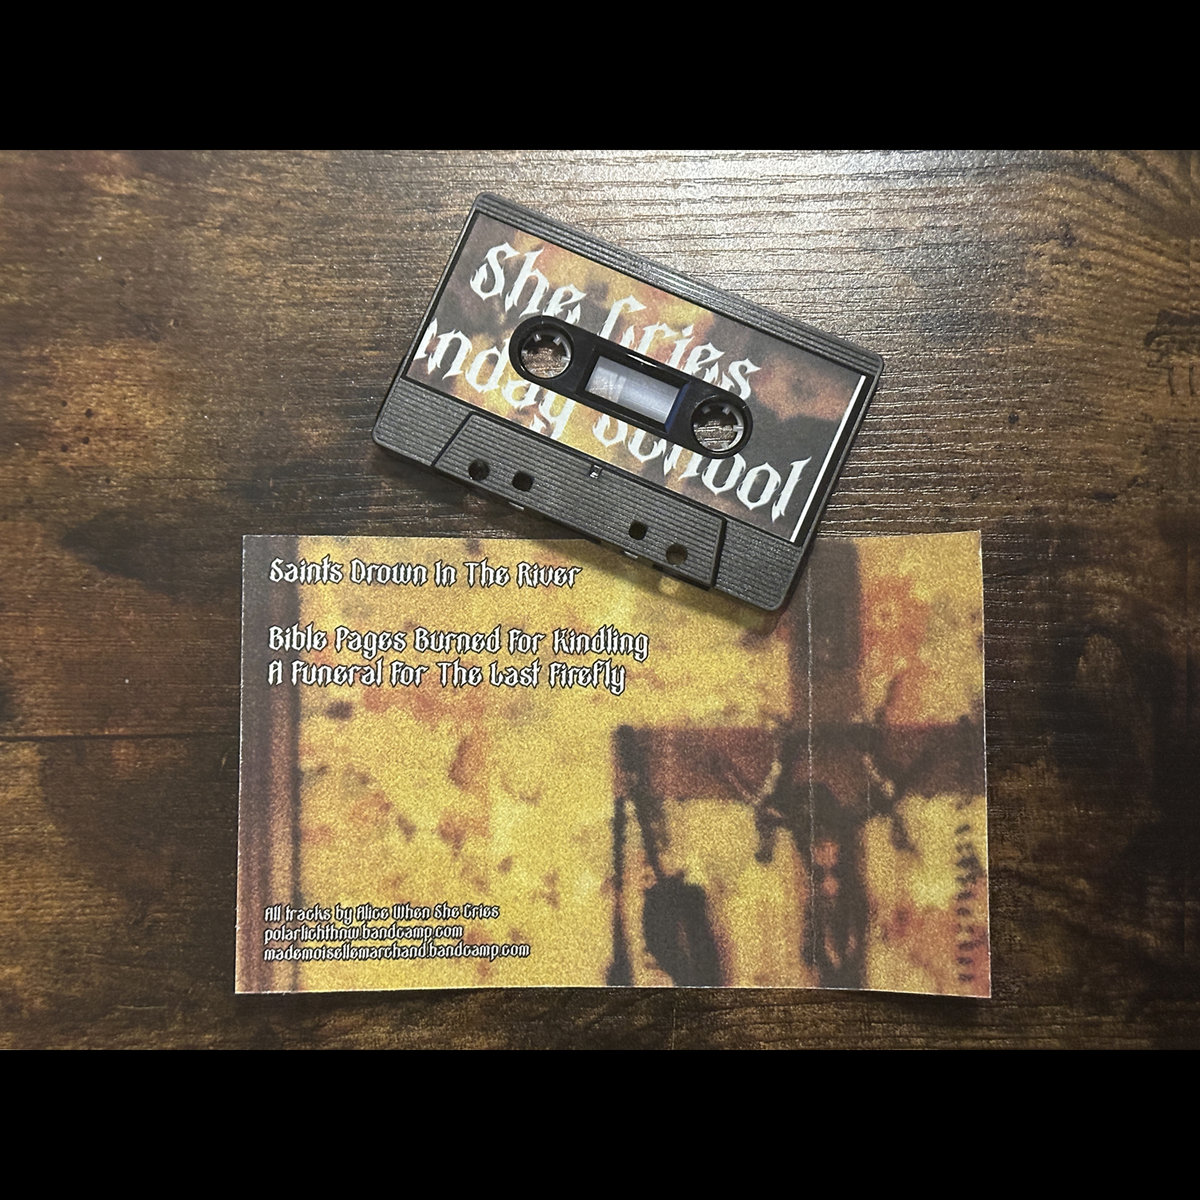 She Cries
nday School
Saints Drown In The River
Bible Pages Burned For Kindling
A Funeral For The Last Firefly
All tracks by Alice When She Cries
polarlichthnw.bandcamp.com
mademoisellemarchand.bandcamp.com